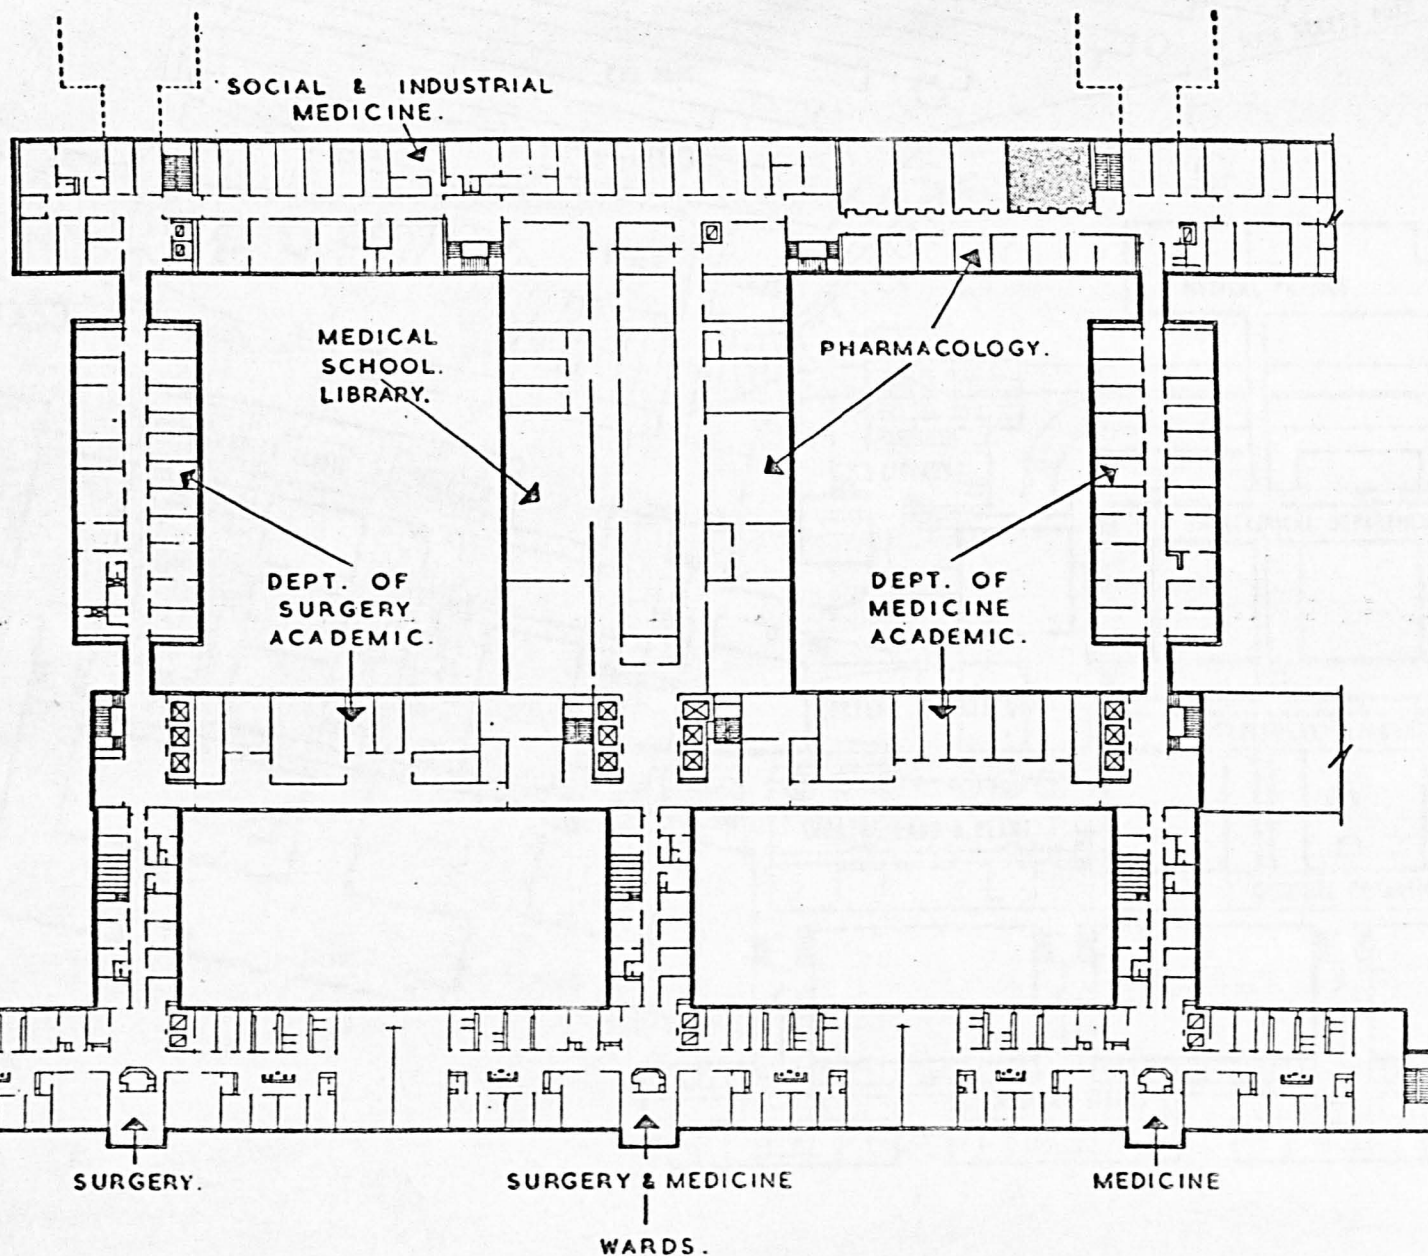 SOCIAL & INDUSTRIAL
MEDICINE.
MEDICAL
SCHOOL.
LIBRARY.
PHARMACOLOGY.
DEPT. OF
SURGERY
ACADEMIC.
DEPT. OF
MEDICINE
ACADEMIC.
SURGERY.
SURGERY & MEDICINE
MEDICINE
WARDS.